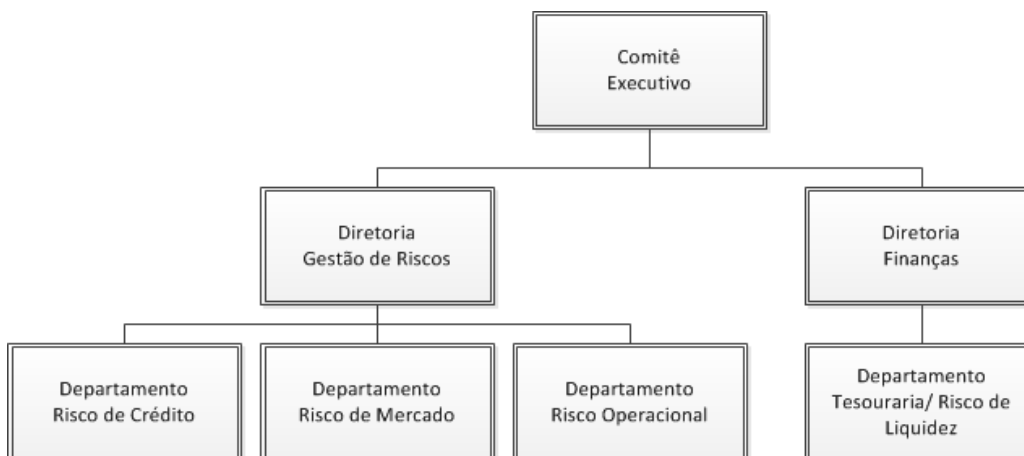 Comitê
Executivo
Diretoria
Gestão de Riscos
Diretoria
Finanças
Departamento
Risco de Crédito
Departamento
Risco de Mercado
Departamento
Risco Operacional
Departamento
Tesouraria/ Risco de
Liquidez